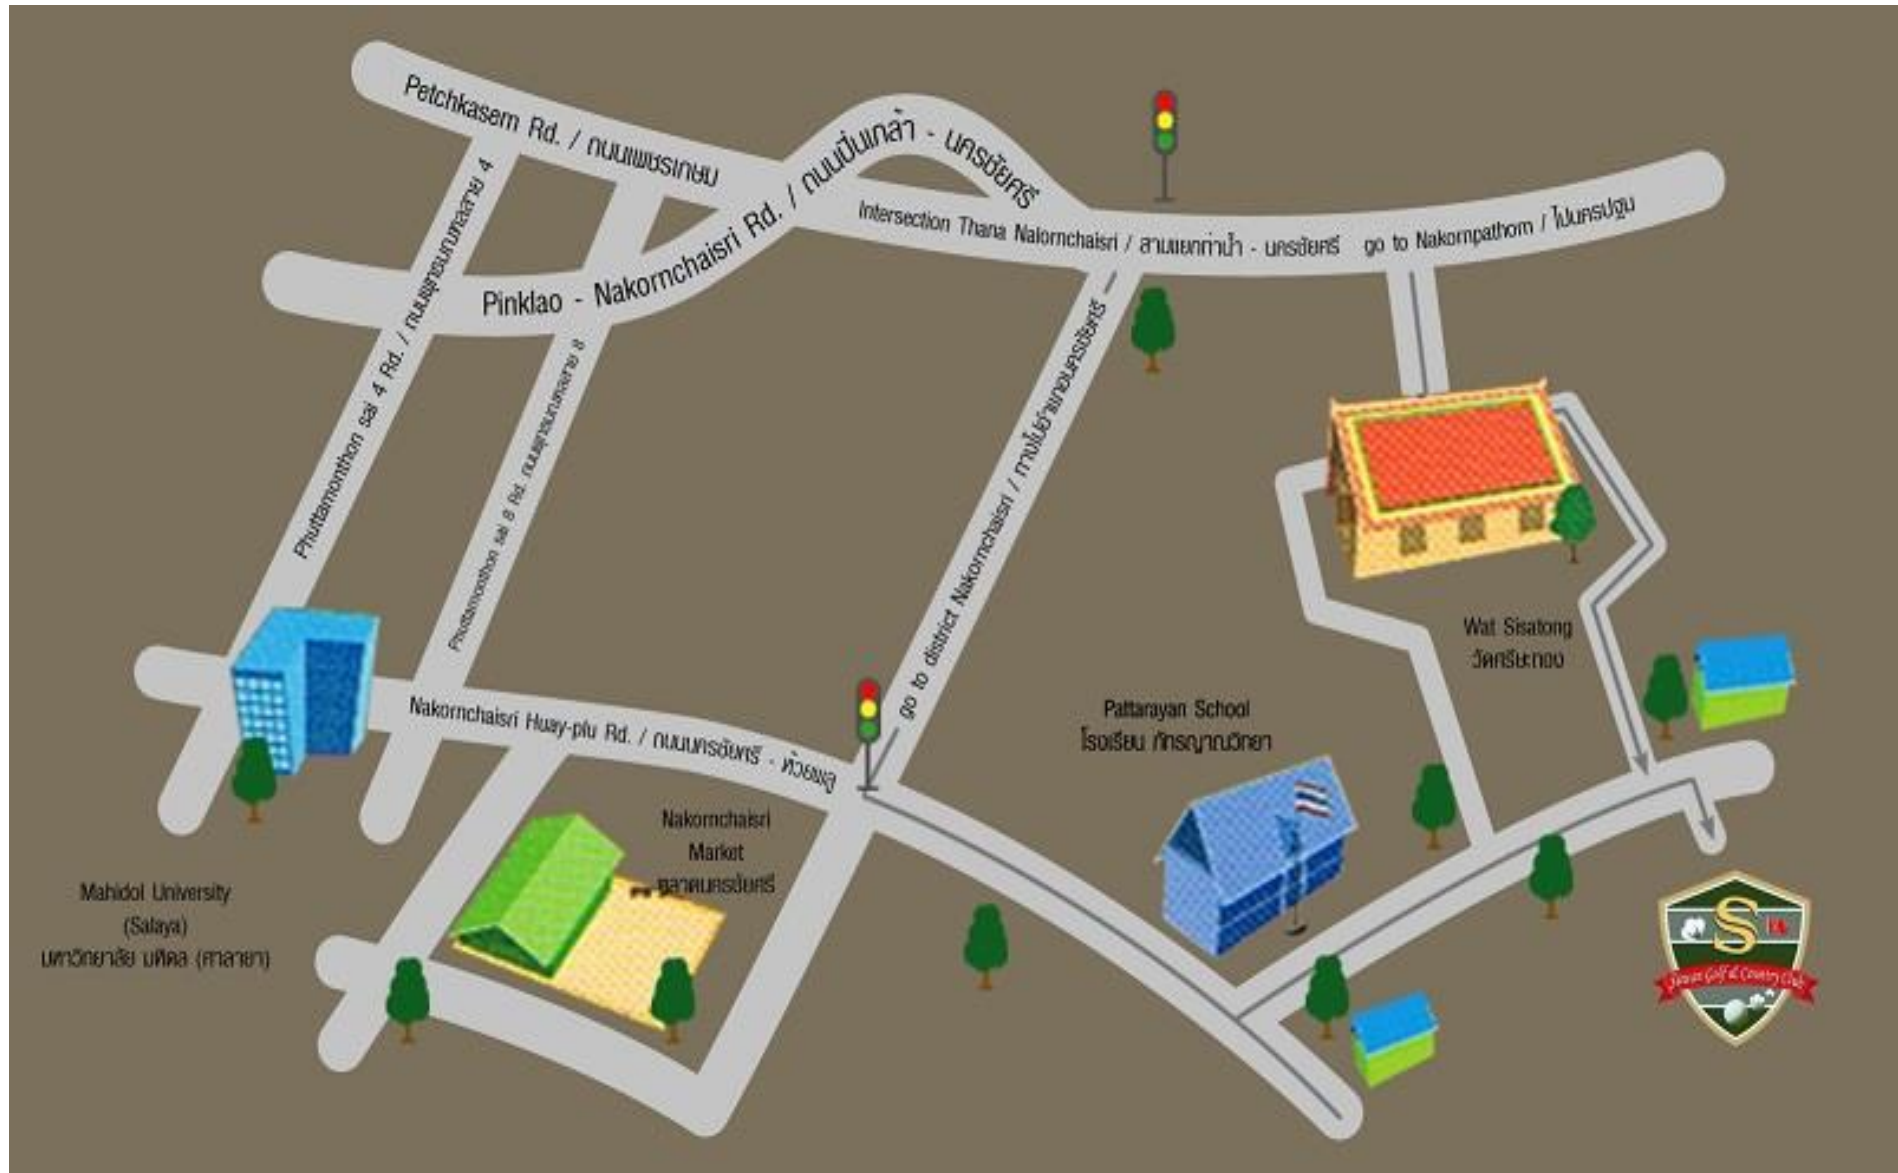 Petchkasem Rd. / ถนนเพชรเกษม
Pinklao - Nakornchaisri Rd. / ถนนปิ่นเกล้า - นครชัยศรี
Intersection Thana Nalornchaisri / สามแยกท่านำ - นครชัยศรี
go to Nakornpathom / ไปนครปฐม
Phuttamonthon sai 4 Rd. / ถนนพุทธมณฑลสาย 4
Phuttamonthon sai 8 Rd. ถนนพุทธมณฑลสาย 8
go to district Nakornchaisri / ทางไปอำเภอนครชัยศรี
Wat Sisatong
วัดศรีษะทอง
Nakornchaisri Huay-plu Rd. / ถนนนครชัยศรี - ห้วยพลู
Pattarayan School
โรงเรียน ภัทรญาณวิทยา
Nakornchaisri
Market
ตลาดนครชัยศรี
Mahidol University
(Salaya)
มหาวิทยาลัย มหิดล (ศาลายา)
S
Golf & Country Club